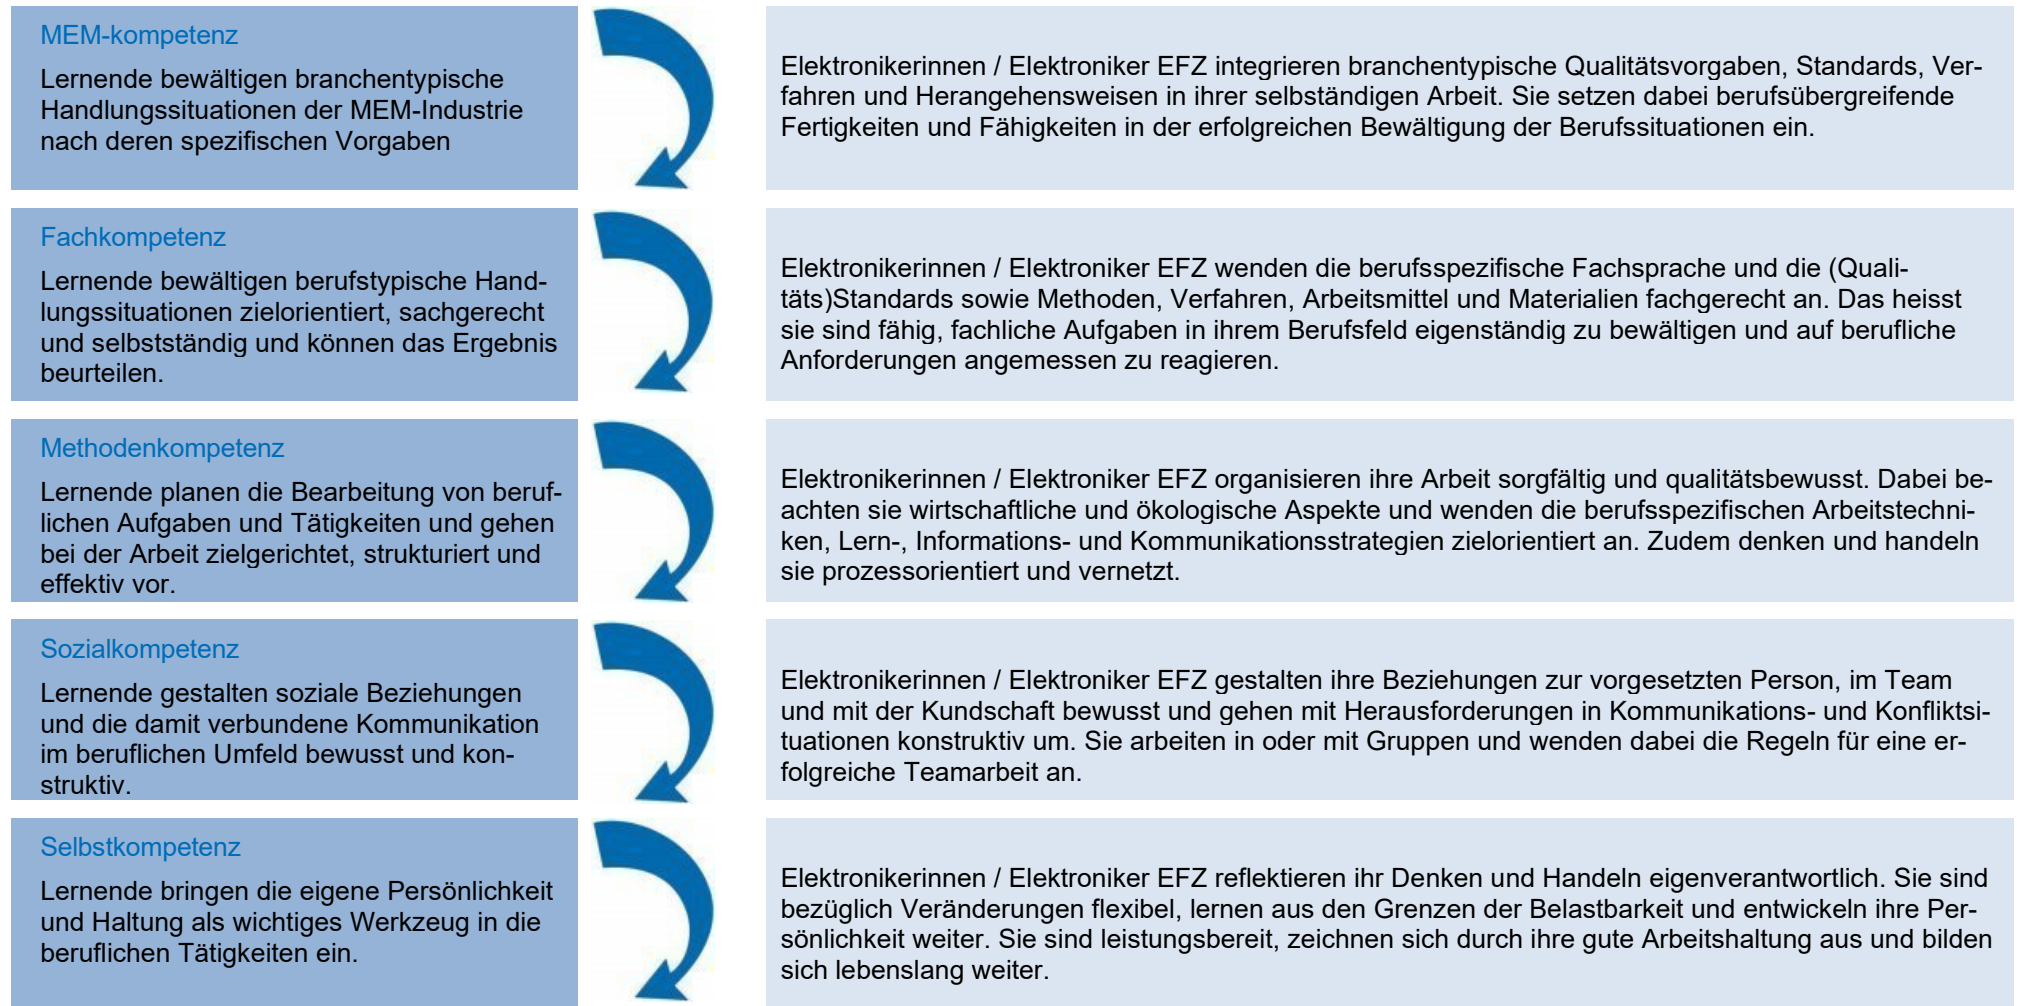 MEM-kompetenz
Lernende bewältigen branchentypische
Handlungssituationen der MEM-Industrie
nach deren spezifischen Vorgaben
Elektronikerinnen / Elektroniker EFZ integrieren branchentypische Qualitätsvorgaben, Standards, Ver-
fahren und Herangehensweisen in ihrer selbständigen Arbeit. Sie setzen dabei berufsübergreifende
Fertigkeiten und Fähigkeiten in der erfolgreichen Bewältigung der Berufssituationen ein.
Fachkompetenz
Lernende bewältigen berufstypische Hand-
lungssituationen zielorientiert, sachgerecht
und selbstständig und können das Ergebnis
beurteilen.
Elektronikerinnen / Elektroniker EFZ wenden die berufsspezifische Fachsprache und die (Quali-
täts)Standards sowie Methoden, Verfahren, Arbeitsmittel und Materialien fachgerecht an. Das heisst
sie sind fähig, fachliche Aufgaben in ihrem Berufsfeld eigenständig zu bewältigen und auf berufliche
Anforderungen angemessen zu reagieren.
Methodenkompetenz
Lernende planen die Bearbeitung von beruf-
lichen Aufgaben und Tätigkeiten und gehen
bei der Arbeit zielgerichtet, strukturiert und
effektiv vor.
Elektronikerinnen / Elektroniker EFZ organisieren ihre Arbeit sorgfältig und qualitätsbewusst. Dabei be-
achten sie wirtschaftliche und ökologische Aspekte und wenden die berufsspezifischen Arbeitstechni-
ken, Lern-, Informations- und Kommunikationsstrategien zielorientiert an. Zudem denken und handeln
sie prozessorientiert und vernetzt.
Sozialkompetenz
Lernende gestalten soziale Beziehungen
und die damit verbundene Kommunikation
im beruflichen Umfeld bewusst und kon-
struktiv.
Elektronikerinnen / Elektroniker EFZ gestalten ihre Beziehungen zur vorgesetzten Person, im Team
und mit der Kundschaft bewusst und gehen mit Herausforderungen in Kommunikations- und Konfliktsi-
tuationen konstruktiv um. Sie arbeiten in oder mit Gruppen und wenden dabei die Regeln für eine er-
folgreiche Teamarbeit an.
Selbstkompetenz
Lernende bringen die eigene Persönlichkeit
und Haltung als wichtiges Werkzeug in die
beruflichen Tätigkeiten ein.
Elektronikerinnen / Elektroniker EFZ reflektieren ihr Denken und Handeln eigenverantwortlich. Sie sind
bezüglich Veränderungen flexibel, lernen aus den Grenzen der Belastbarkeit und entwickeln ihre Per-
sönlichkeit weiter. Sie sind leistungsbereit, zeichnen sich durch ihre gute Arbeitshaltung aus und bilden
sich lebenslang weiter.